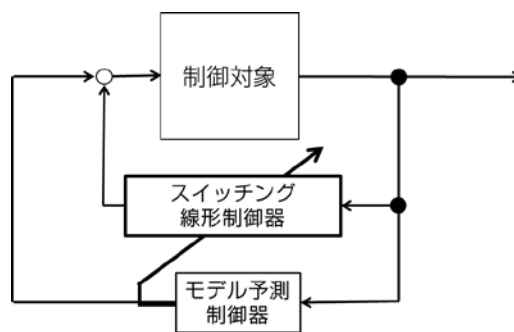 制御対象
スイッチング
線形制御器
モデル予測
制御器